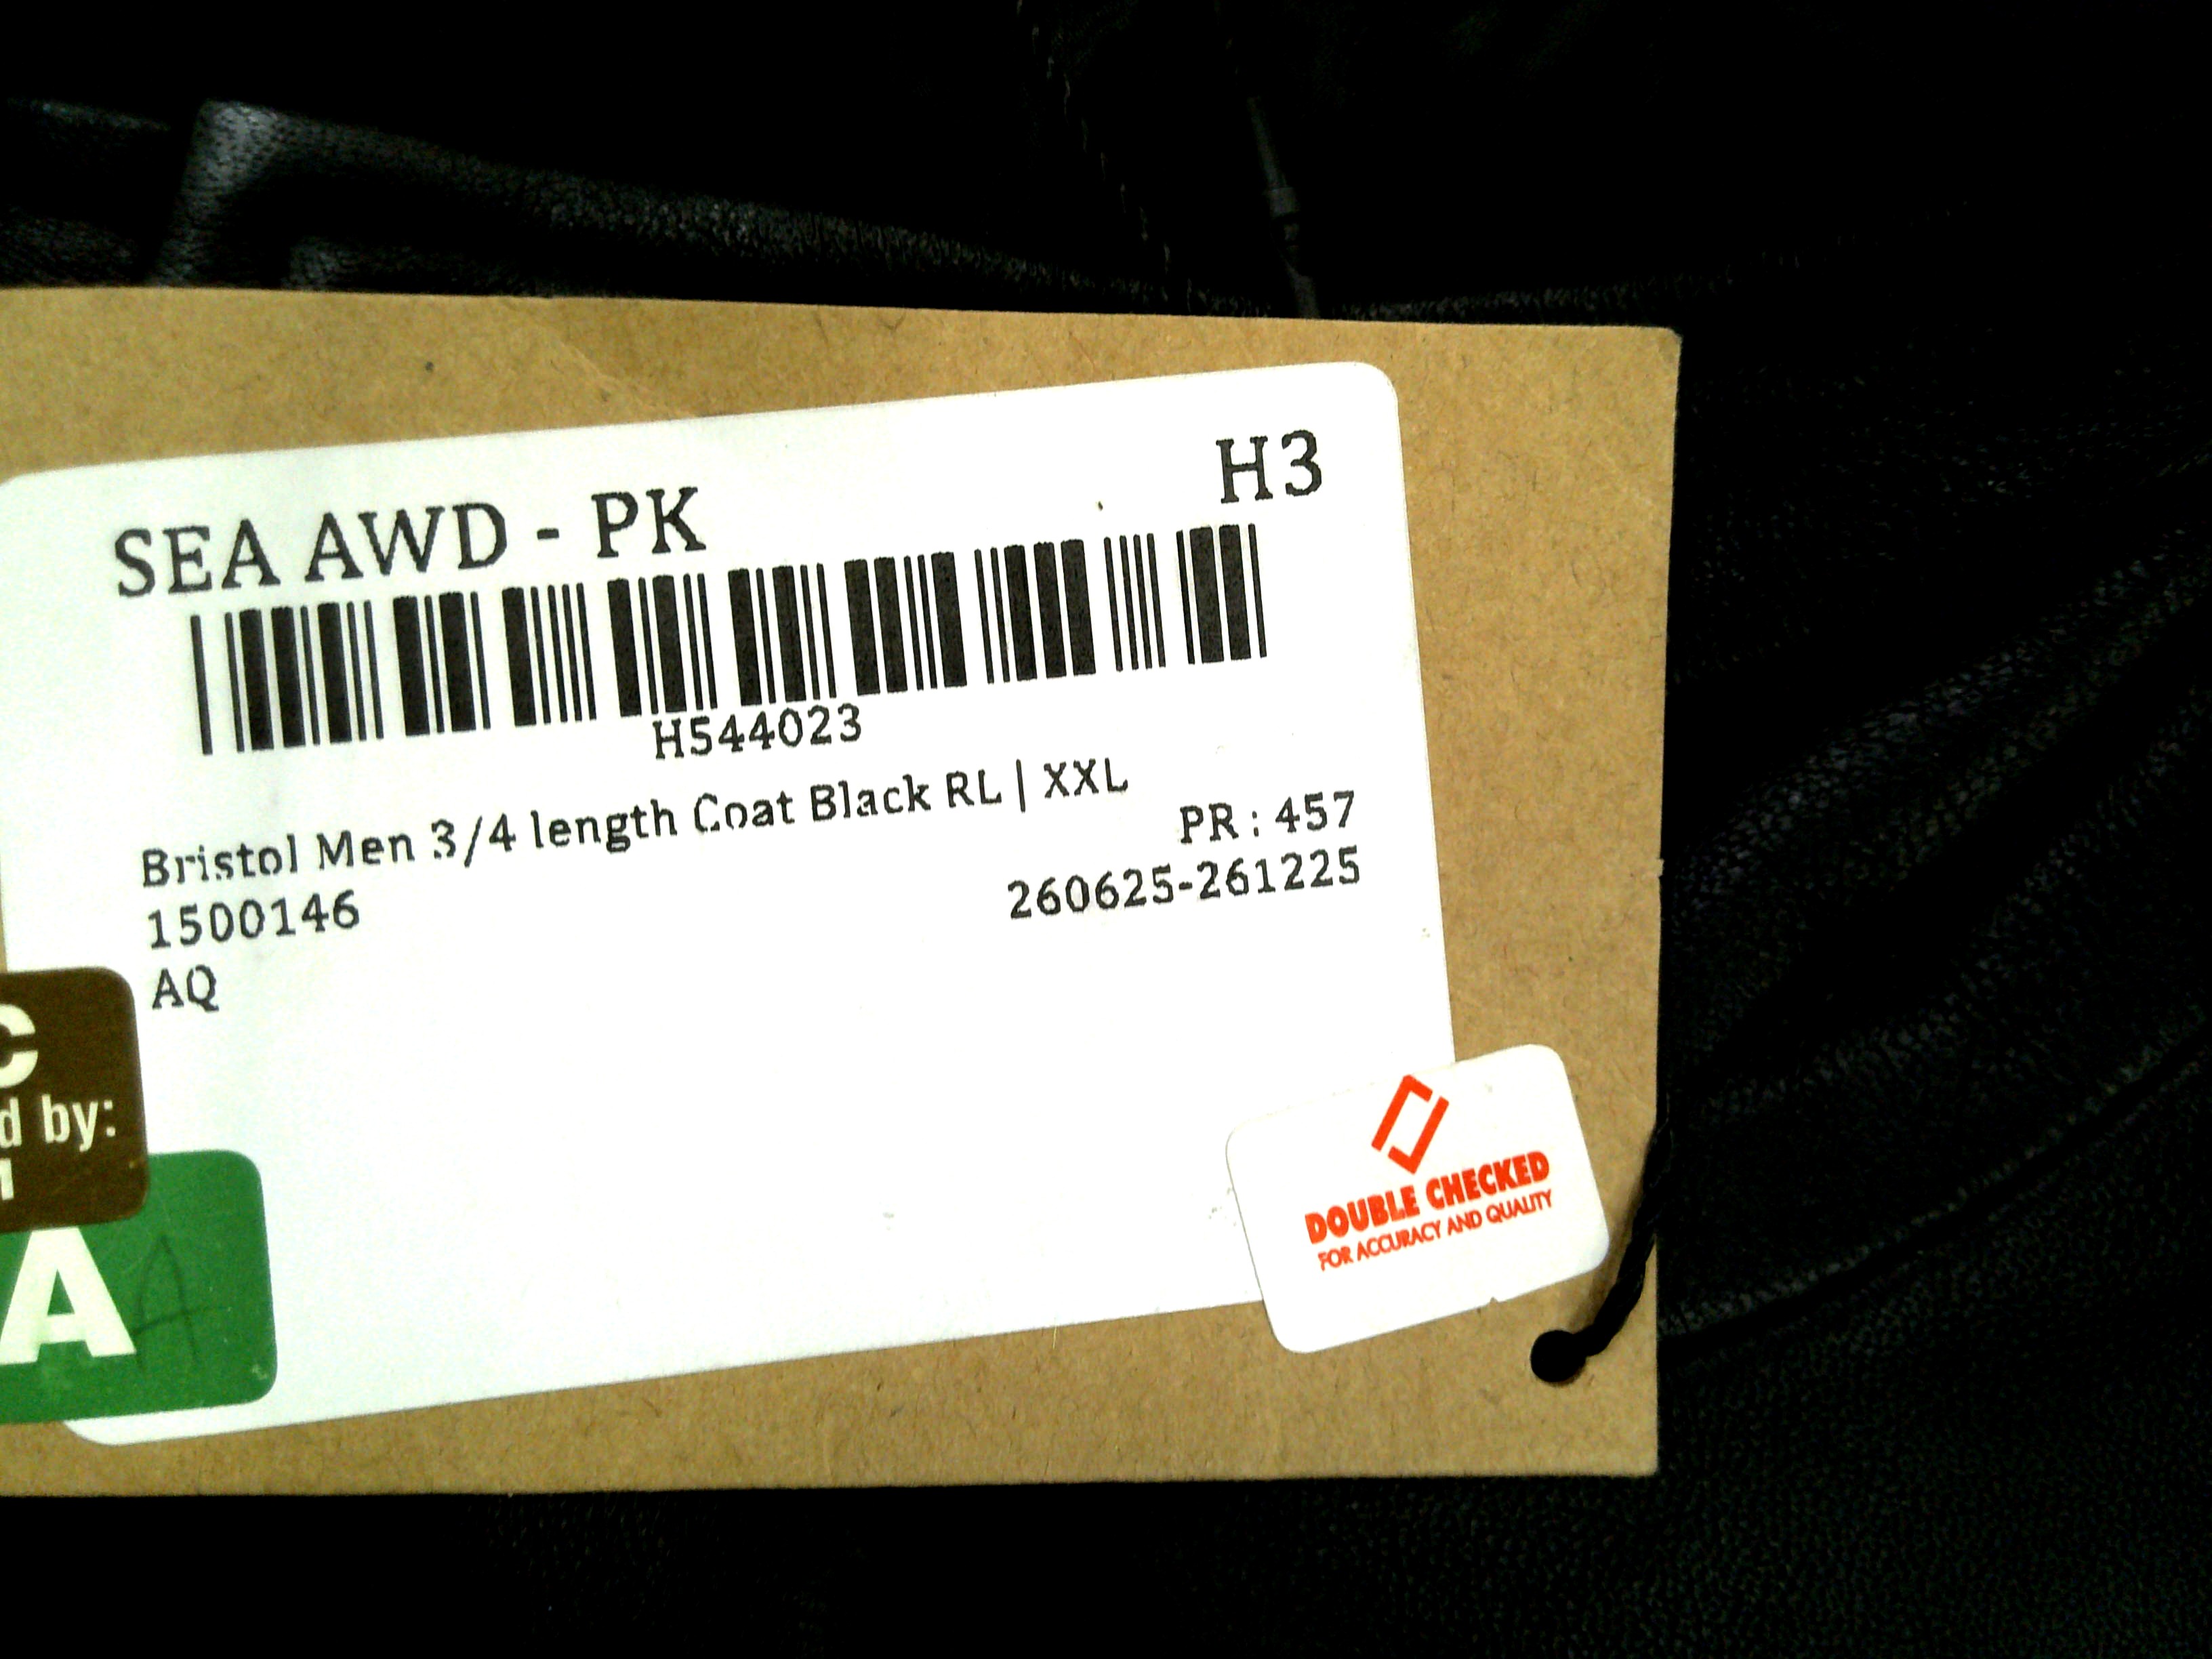 SEA AWD - PK
H3
H544023
Bristol Men 3/4 length Coat Black RL | XXL
PR : 457
1500146
260625-261225
AQ
C
d by:
A
A
DOUBLE CHECKED
FOR ACCURACY AND QUALITY